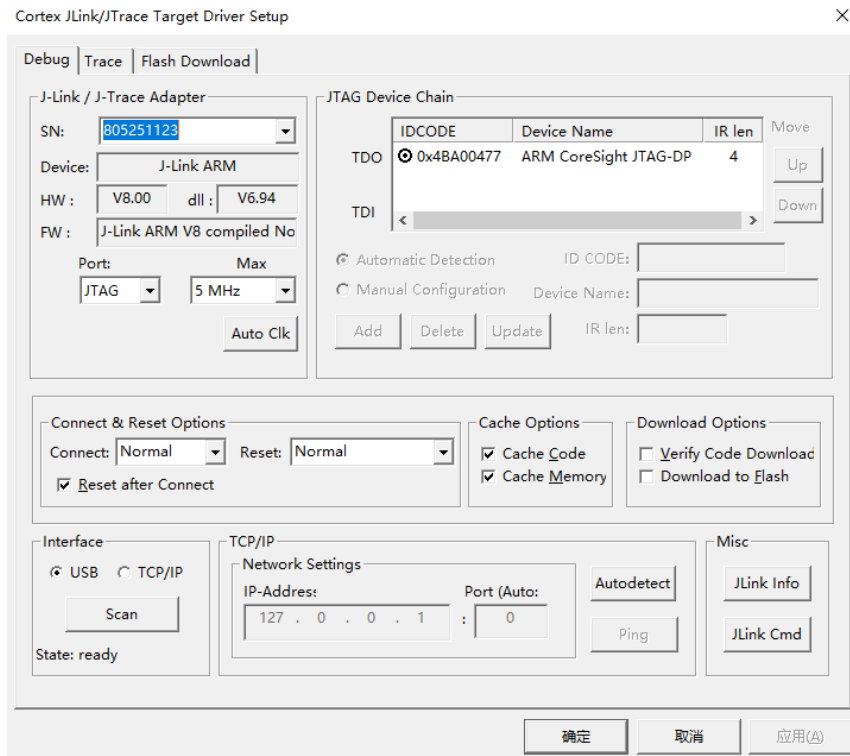 Cortex JLink/JTrace Target Driver Setup
Debug Trace Flash Download
J-Link / J-Trace Adapter
SN: 805251123
Device: J-Link ARM
HW : V8.00 dll : V6.94
FW : J-Link ARM V8 compiled No
Port: Max
JTAG 5 MHz
Auto Clk
JTAG Device Chain
IDCODE Device Name IR len Move
TDO 0x4BA00477 ARM CoreSight JTAG-DP 4 Up
TDI Down
Automatic Detection ID CODE:
Manual Configuration Device Name:
Add Delete Update IR len:
Connect & Reset Options
Connect: Normal Reset: Normal
Reset after Connect
Cache Options
Cache Code
Cache Memory
Download Options
Verify Code Download
Download to Flash
Interface
USB TCP/IP
Scan
State: ready
TCP/IP
Network Settings
IP-Address Port (Auto:
127 . 0 . 0 . 1 : 0
Autodetect
Ping
Misc
JLink Info
JLink Cmd
确定 取消 应用(A)